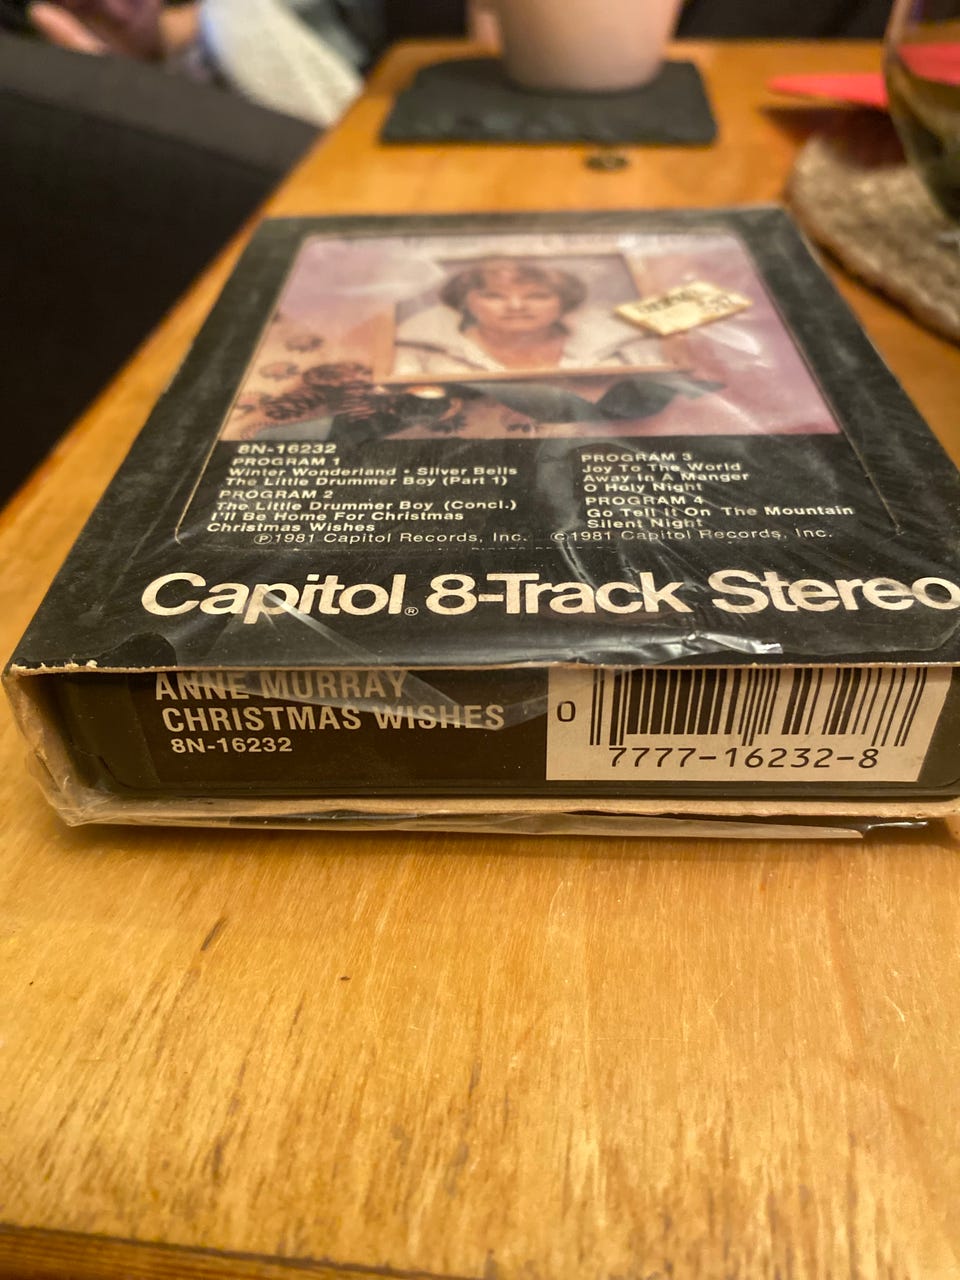 8N-16232
PROGRAM 1
Winter Wonderland • Silver Bells
The Little Drummer Boy (Part 1)
PROGRAM 2
The Little Drummer Boy (Concl.)
I'll Be Home For Christmas
Christmas Wishes
PROGRAM 3
Joy To The World
Away In A Manger
O Holy Night
PROGRAM 4
Go Tell It On The Mountain
Silent Night
Ⓟ1981 Capitol Records, Inc. ©1981 Capitol Records, Inc.
Capitol® 8-Track Stereo
ANNE MURRAY
CHRISTMAS WISHES
8N-16232
0 7777-16232-8